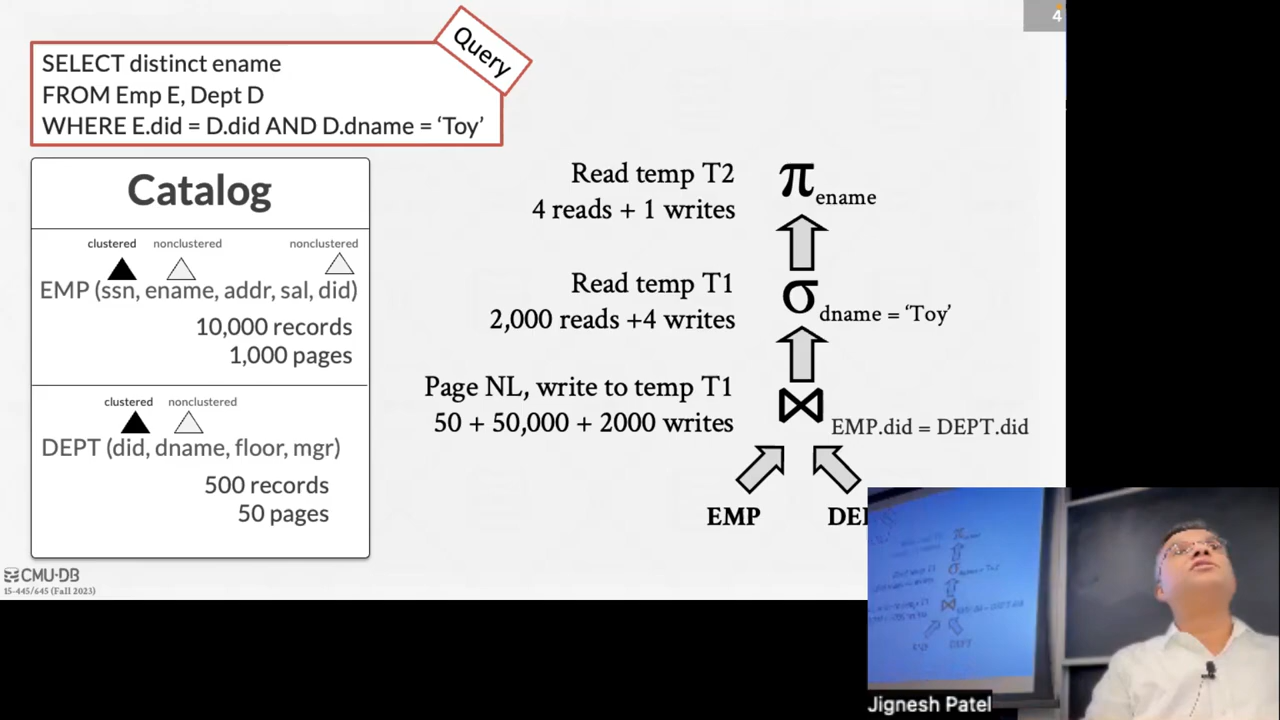 4
Query
SELECT distinct ename
FROM Emp E, Dept D
WHERE E.did = D.did AND D.dname = ‘Toy’
Catalog
clustered nonclustered nonclustered
EMP (ssn, ename, addr, sal, did)
10,000 records
1,000 pages
clustered nonclustered
DEPT (did, dname, floor, mgr)
500 records
50 pages
Read temp T2
4 reads + 1 writes
π ename
Read temp T1
2,000 reads +4 writes
σ dname = ‘Toy’
Page NL, write to temp T1
50 + 50,000 + 2000 writes
⋈ EMP.did = DEPT.did
EMP
CMU·DB
15-445/645 (Fall 2023)
Jignesh Patel